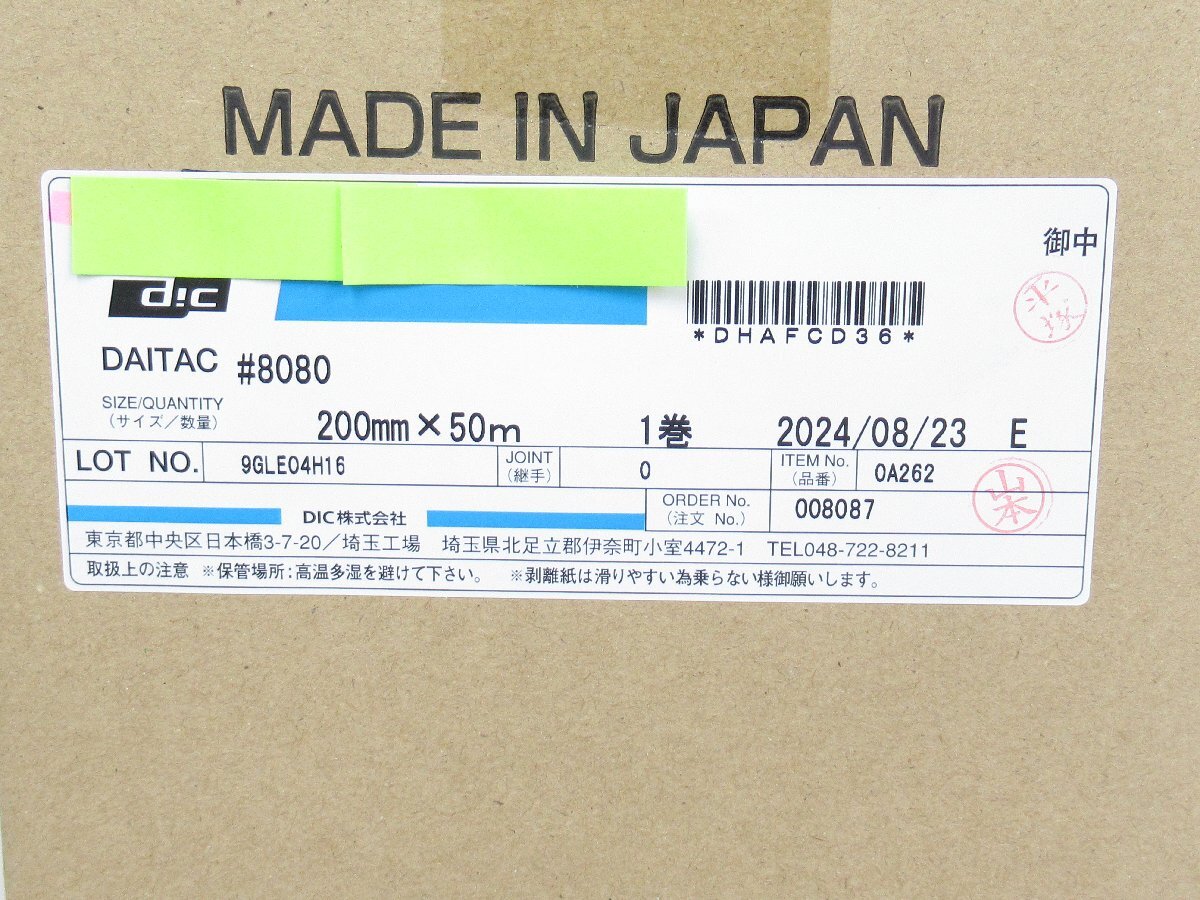 MADE IN JAPAN
御中
dic
*DHAFCD36*
DAITAC #8080
SIZE/QUANTITY
(サイズ/数量)
200mm×50m 1巻 2024/08/23 E
LOT NO. 9GLE04H16 JOINT (継手) 0 ITEM No. (品番) 0A262
山本
ORDER No. (注文 No.) 008087
DIC株式会社
東京都中央区日本橋3-7-20/埼玉工場 埼玉県北足立郡伊奈町小室4472-1 TEL048-722-8211
取扱上の注意 ※保管場所:高温多湿を避けて下さい。 ※剥離紙は滑りやすい為乗らない様御願いします。